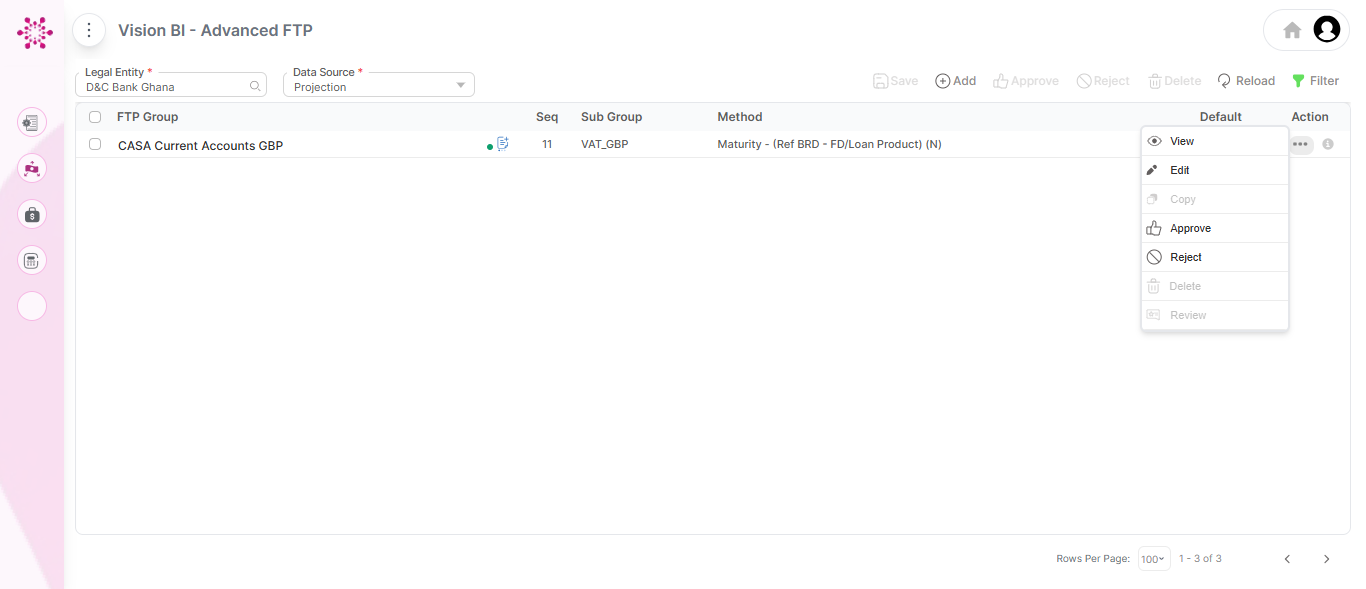 Vision BI - Advanced FTP
Legal Entity *
D&C Bank Ghana
Data Source *
Projection
Save
Add
Approve
Reject
Delete
Reload
Filter
FTP Group
Seq
Sub Group
Method
Default
Action
CASA Current Accounts GBP
11
VAT_GBP
Maturity - (Ref BRD - FD/Loan Product) (N)
View
Edit
Copy
Approve
Reject
Delete
Review
Rows Per Page:
100
1 - 3 of 3